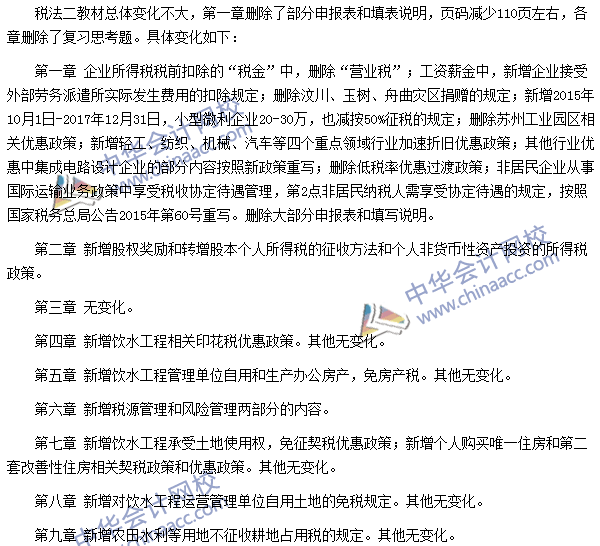 税法二教材总体变化不大，第一章删除了部分申报表和填表说明，页码减少110页左右，各
章删除了复习思考题。具体变化如下：
第一章 企业所得税税前扣除的“税金”中，删除“营业税”；工资薪金中，新增企业接受
外部劳务派遣所实际发生费用的扣除规定；删除汶川、玉树、舟曲灾区捐赠的规定；新增2015年
10月1日-2017年12月31日，小型微利企业20-30万，也减按50%征税的规定；删除苏州工业园区相
关优惠政策；新增轻工、纺织、机械、汽车等四个重点领域行业加速折旧优惠政策；其他行业优
惠中集成电路设计企业的部分内容按照新政策重写；删除低税率优惠过渡政策；非居民企业从事
国际运输业务政策中享受税收协定待遇管理，第2点非居民纳税人需享受协定待遇的规定，按照
国家税务总局公告2015年第60号重写。删除大部分申报表和填写说明。
第二章 新增股权奖励和转增股本个人所得税的征收方法和个人非货币性资产投资的所得税
政策。
第三章 无变化。
第四章 新增饮水工程相关印花税优惠政策。其他无变化。
第五章 新增饮水工程管理单位自用和生产办公房产，免房产税。其他无变化。
第六章 新增税源管理和风险管理两部分的内容。
第七章 新增饮水工程承受土地使用权，免征契税优惠政策；新增个人购买唯一住房和第二
套改善性住房相关契税政策和优惠政策。其他无变化。
第八章 新增对饮水工程运营管理单位自用土地的免税规定。其他无变化。
第九章 新增农田水利等用地不征收耕地占用税的规定。其他无变化。
中华会计网校
www.chinaacc.com
中华会计网校
www.chinaacc.com
中华会计网校